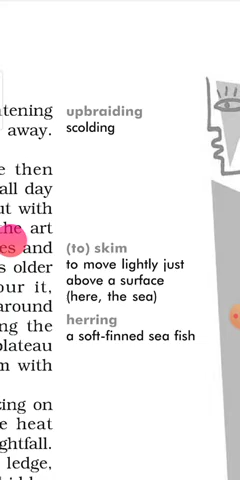 tening
away.
upbraiding
scolding
then
all day
ut with
the art
es and
s older
our it,
around
ng the
plateau
m with
(to) skim
to move lightly just
above a surface
(here, the sea)
herring
a soft-finned sea fish
ing on
e heat
ghtfall.
ledge,